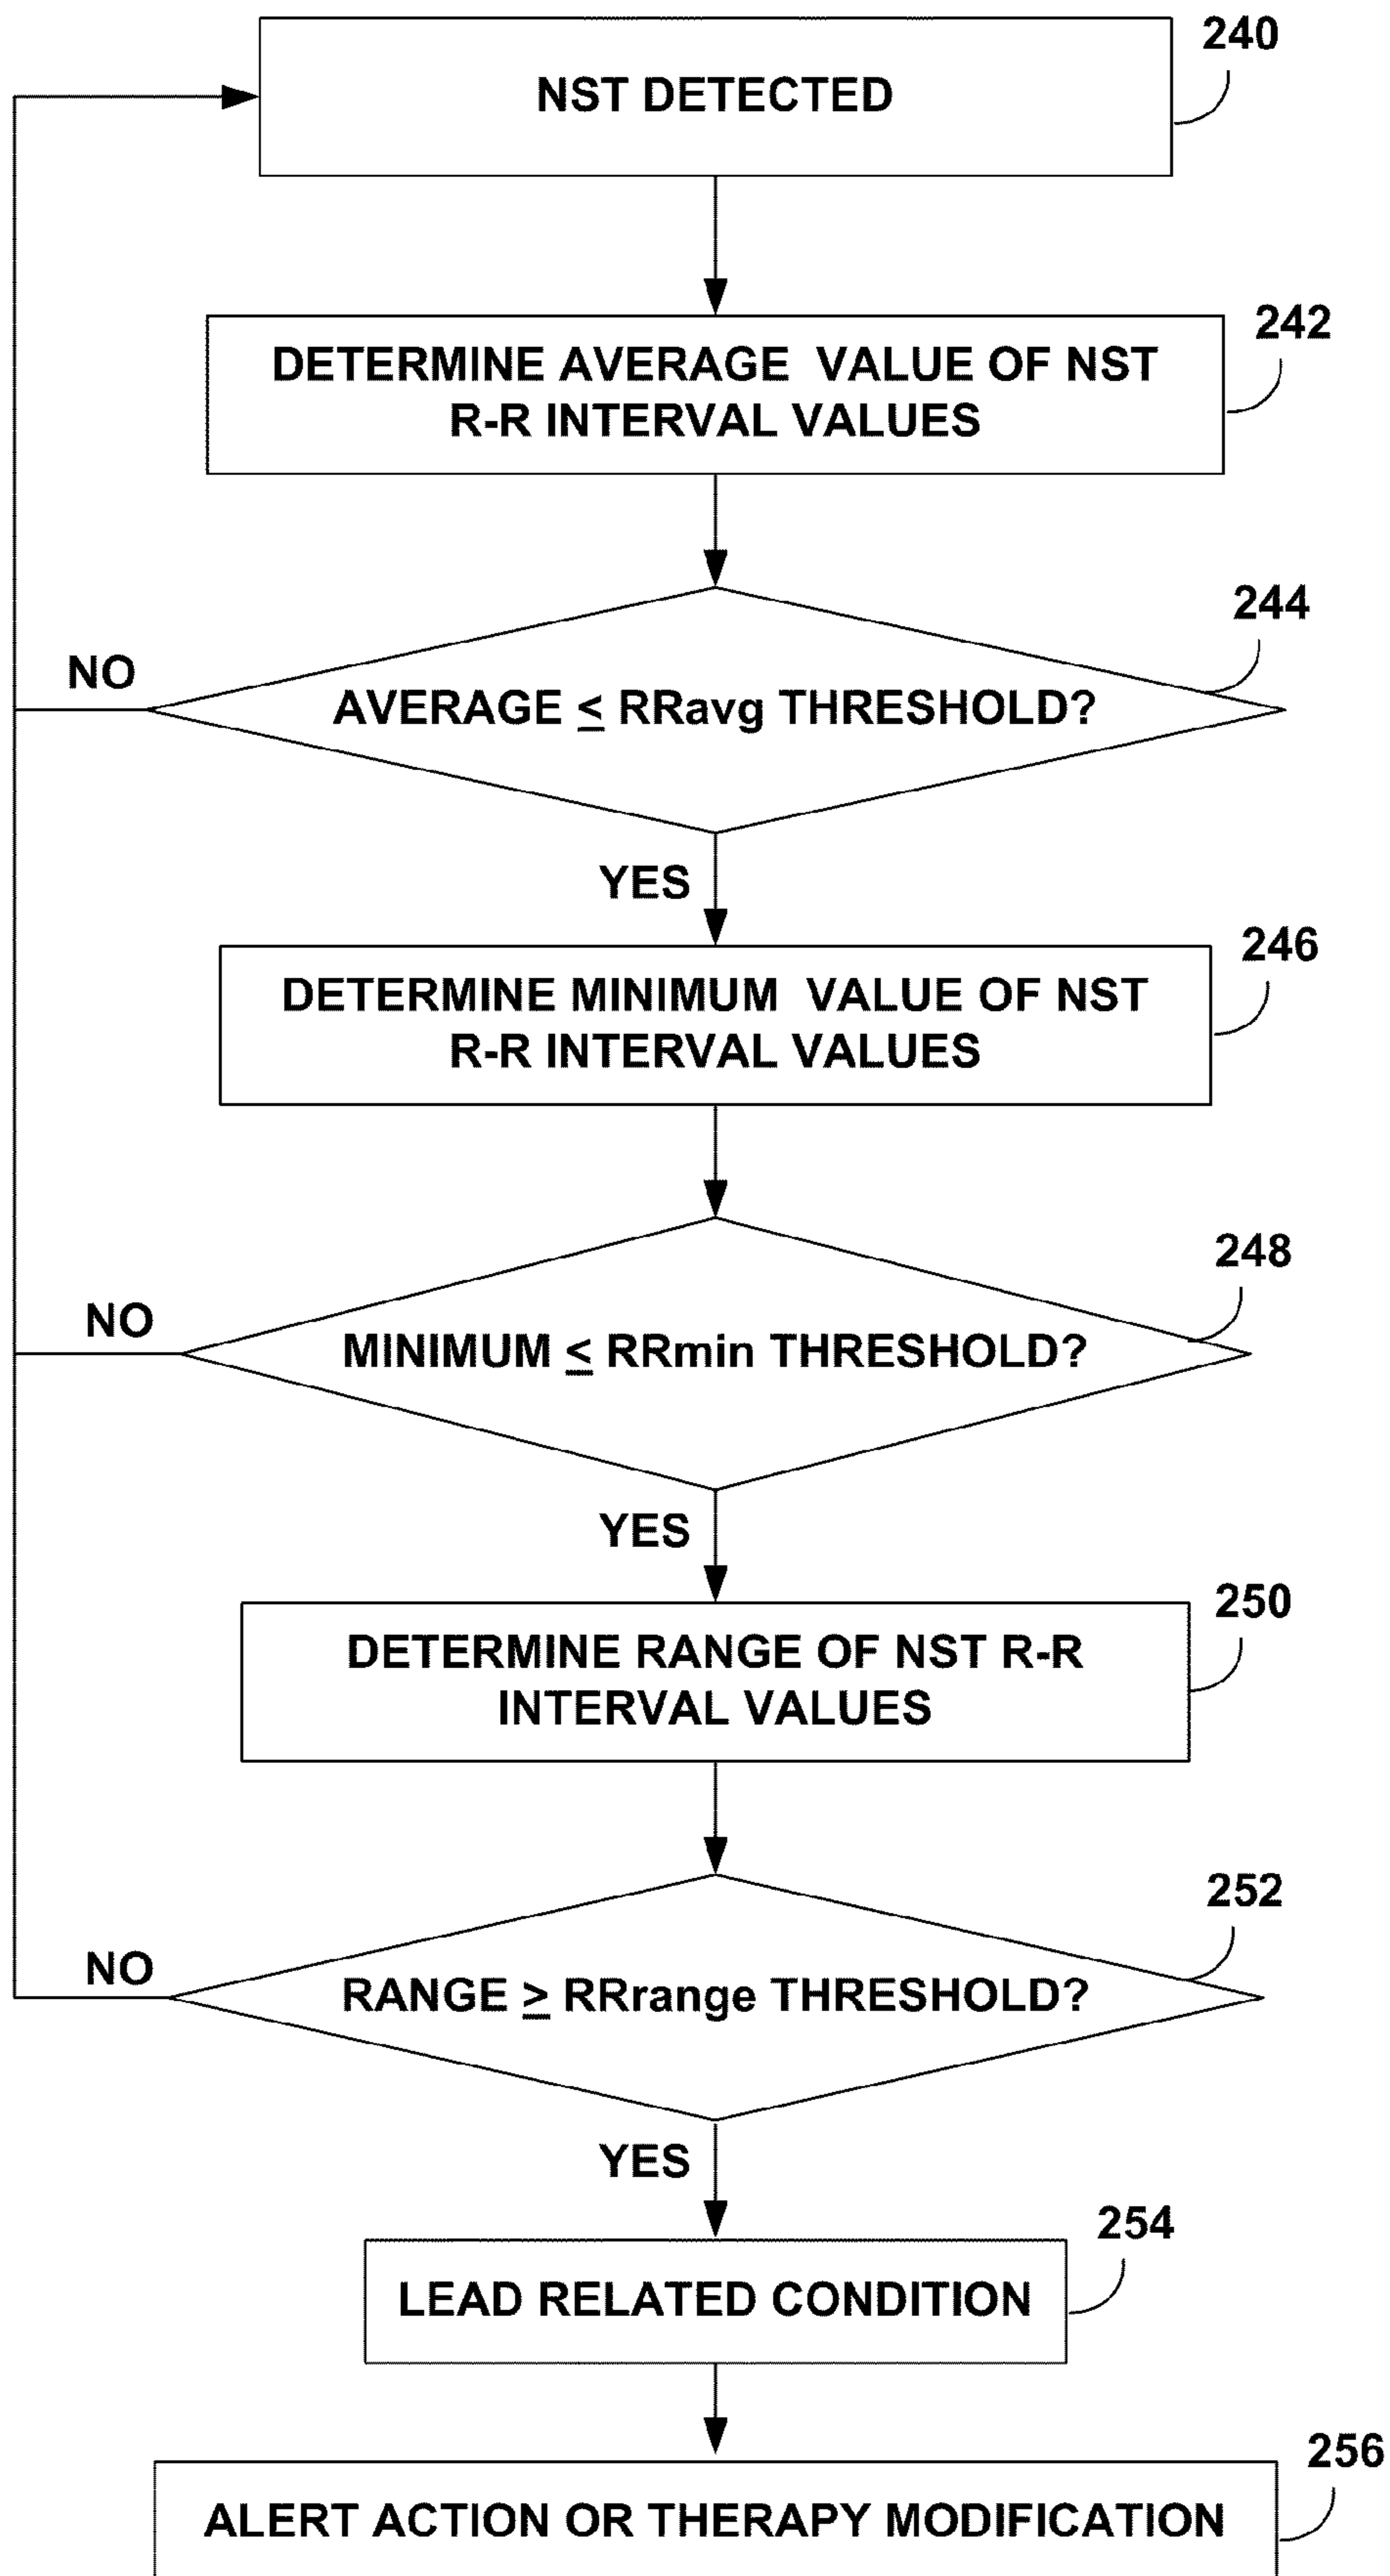 240
NST DETECTED
242
DETERMINE AVERAGE VALUE OF NST
R-R INTERVAL VALUES
244
NO
AVERAGE ≤ RRavg THRESHOLD?
YES
246
DETERMINE MINIMUM VALUE OF NST
R-R INTERVAL VALUES
248
NO
MINIMUM ≤ RRmin THRESHOLD?
YES
250
DETERMINE RANGE OF NST R-R
INTERVAL VALUES
252
NO
RANGE ≥ RRrange THRESHOLD?
YES
254
LEAD RELATED CONDITION
256
ALERT ACTION OR THERAPY MODIFICATION